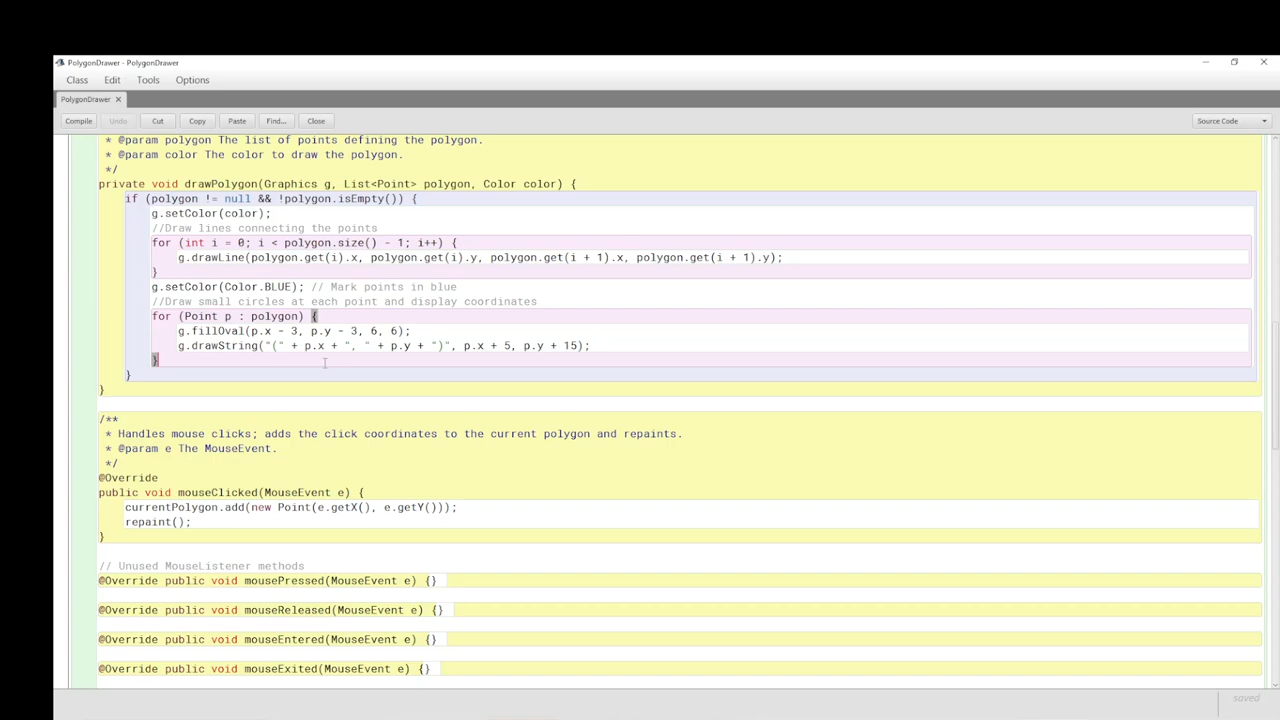 PolygonDrawer - PolygonDrawer
Class Edit Tools Options
PolygonDrawer ×
Compile Undo Cut Copy Paste Find... Close Source Code
* @param polygon The list of points defining the polygon.
* @param color The color to draw the polygon.
*/
private void drawPolygon(Graphics g, List<Point> polygon, Color color) {
if (polygon != null && !polygon.isEmpty()) {
g.setColor(color);
//Draw lines connecting the points
for (int i = 0; i < polygon.size() - 1; i++) {
g.drawLine(polygon.get(i).x, polygon.get(i).y, polygon.get(i + 1).x, polygon.get(i + 1).y);
}
g.setColor(Color.BLUE); // Mark points in blue
//Draw small circles at each point and display coordinates
for (Point p : polygon) {
g.fillOval(p.x - 3, p.y - 3, 6, 6);
g.drawString("(" + p.x + ", " + p.y + ")", p.x + 5, p.y + 15);
}
}
}
/**
* Handles mouse clicks; adds the click coordinates to the current polygon and repaints.
* @param e The MouseEvent.
*/
@Override
public void mouseClicked(MouseEvent e) {
currentPolygon.add(new Point(e.getX(), e.getY()));
repaint();
}
// Unused MouseListener methods
@Override public void mousePressed(MouseEvent e) {}
@Override public void mouseReleased(MouseEvent e) {}
@Override public void mouseEntered(MouseEvent e) {}
@Override public void mouseExited(MouseEvent e) {}
saved